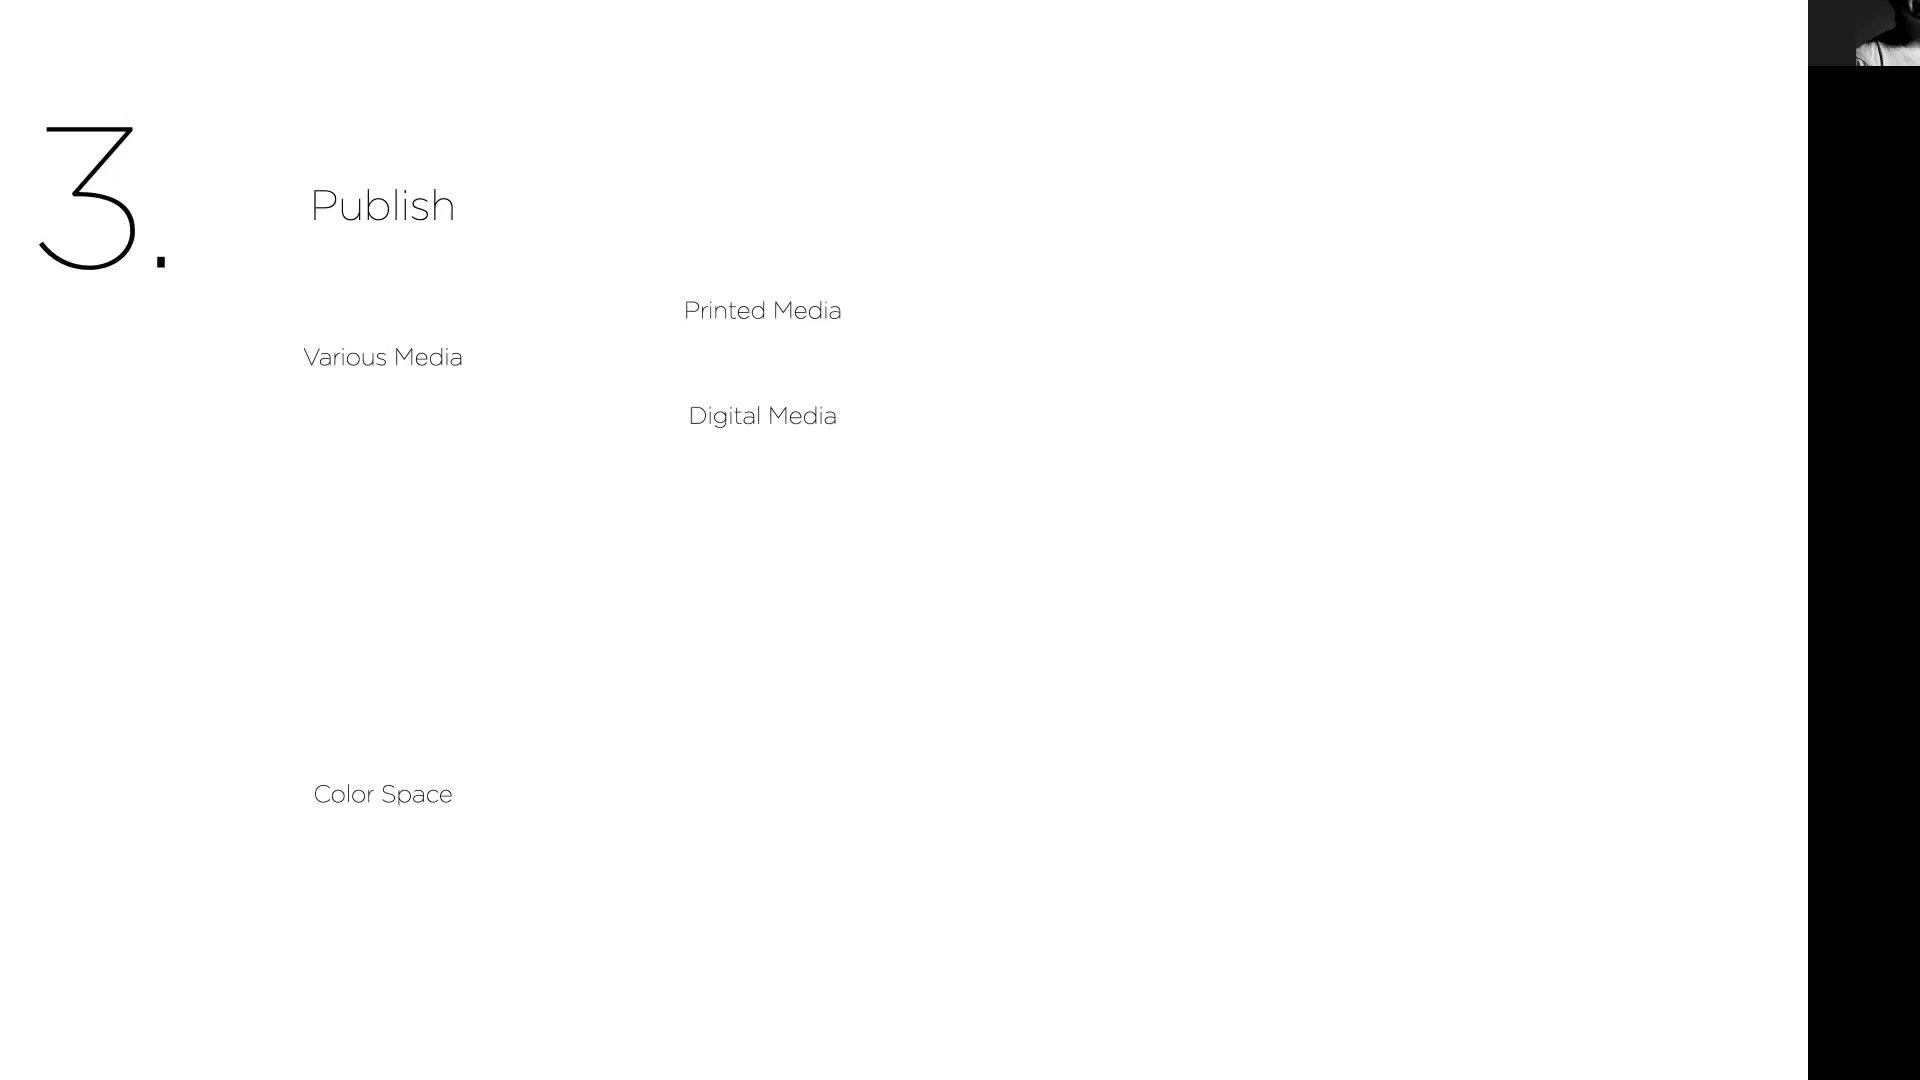 3.
Publish
Printed Media
Various Media
Digital Media
Color Space